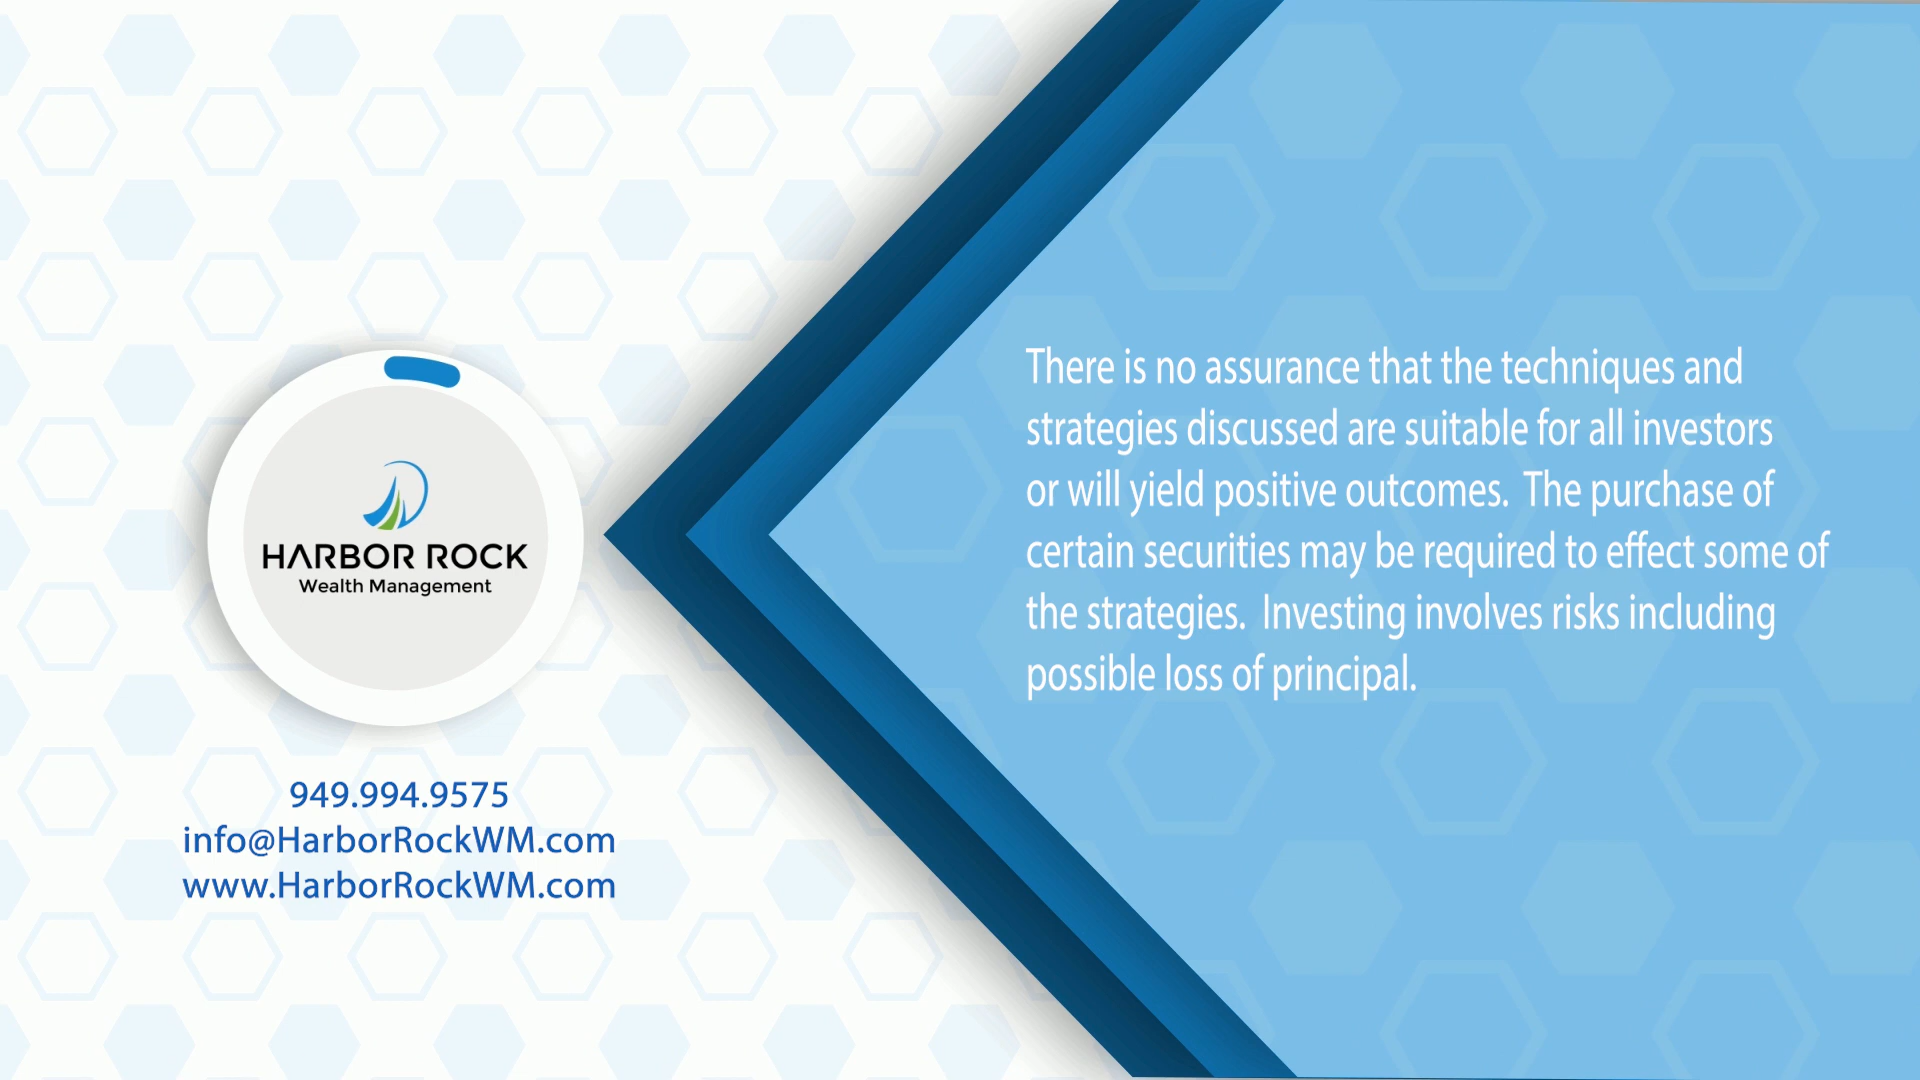 HARBOR ROCK
Wealth Management
949.994.9575
info@HarborRockWM.com
www.HarborRockWM.com
There is no assurance that the techniques and
strategies discussed are suitable for all investors
or will yield positive outcomes.  The purchase of
certain securities may be required to effect some of
the strategies.  Investing involves risks including
possible loss of principal.